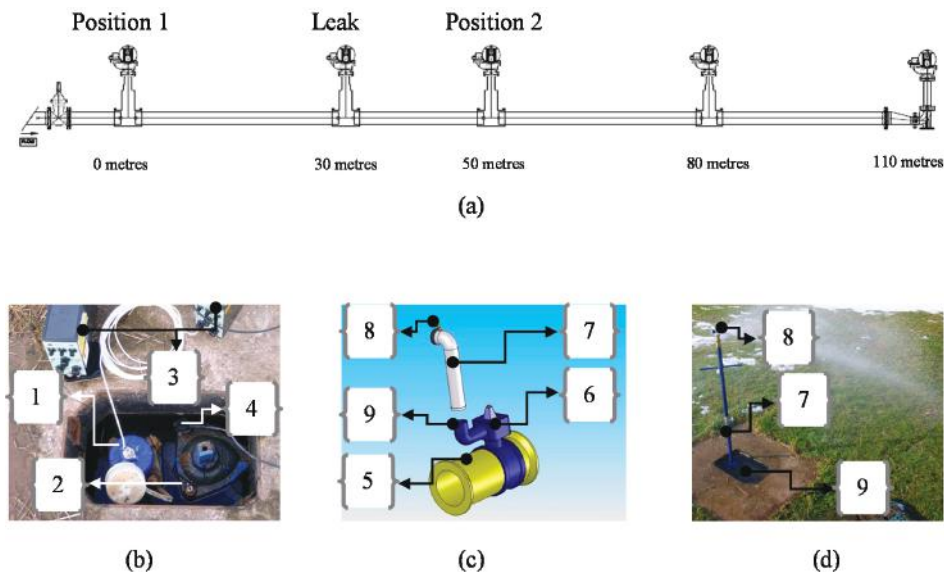 Position 1 Leak Position 2
FLOW
0 metres 30 metres 50 metres 80 metres 110 metres
(a)
1 3 4 2
8 7 9 6 5
8 7 9
(b) (c) (d)